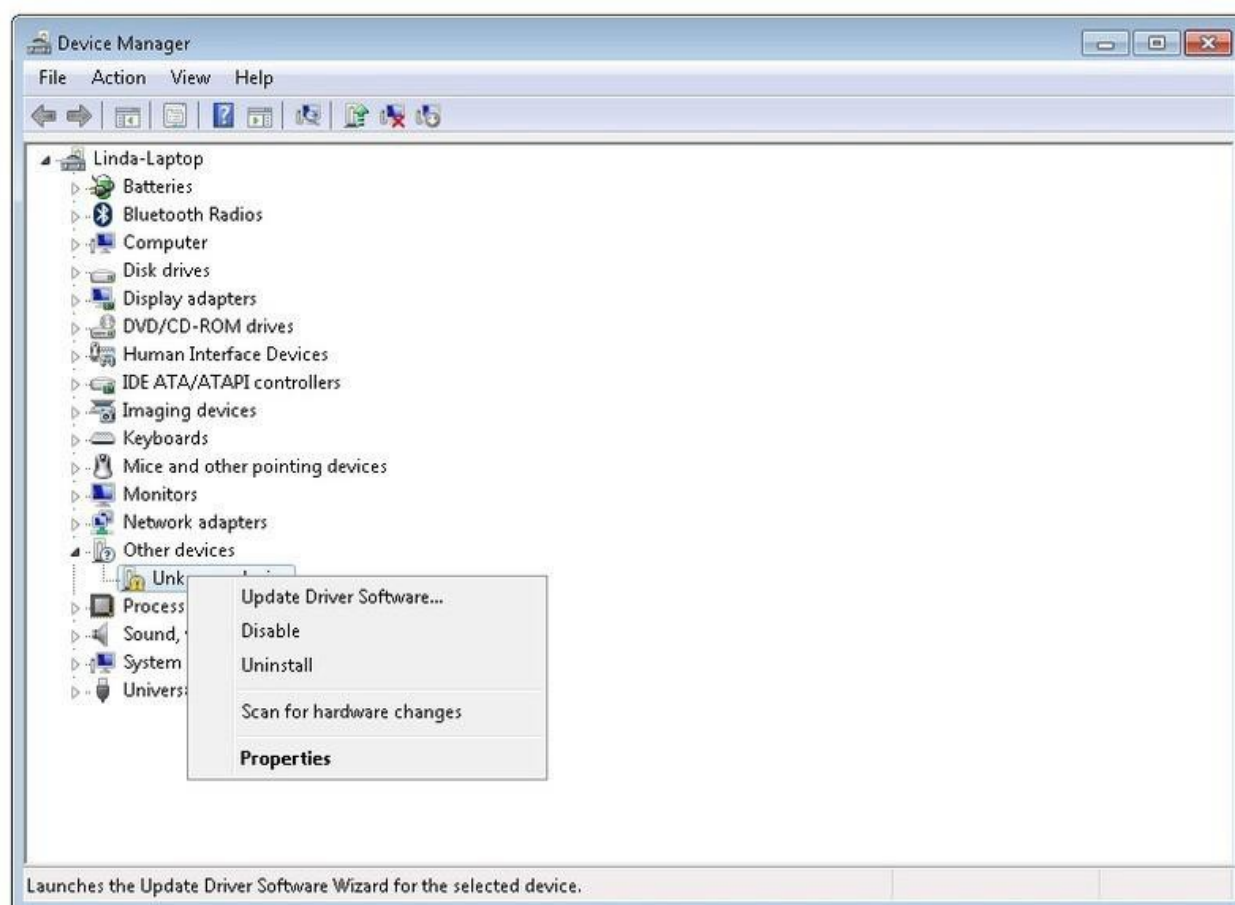 Device Manager
File Action View Help
Linda-Laptop
Batteries
Bluetooth Radios
Computer
Disk drives
Display adapters
DVD/CD-ROM drives
Human Interface Devices
IDE ATA/ATAPI controllers
Imaging devices
Keyboards
Mice and other pointing devices
Monitors
Network adapters
Other devices
Unk
Update Driver Software...
Process
Disable
Sound,
System
Uninstall
Univers
Scan for hardware changes
Properties
Launches the Update Driver Software Wizard for the selected device.